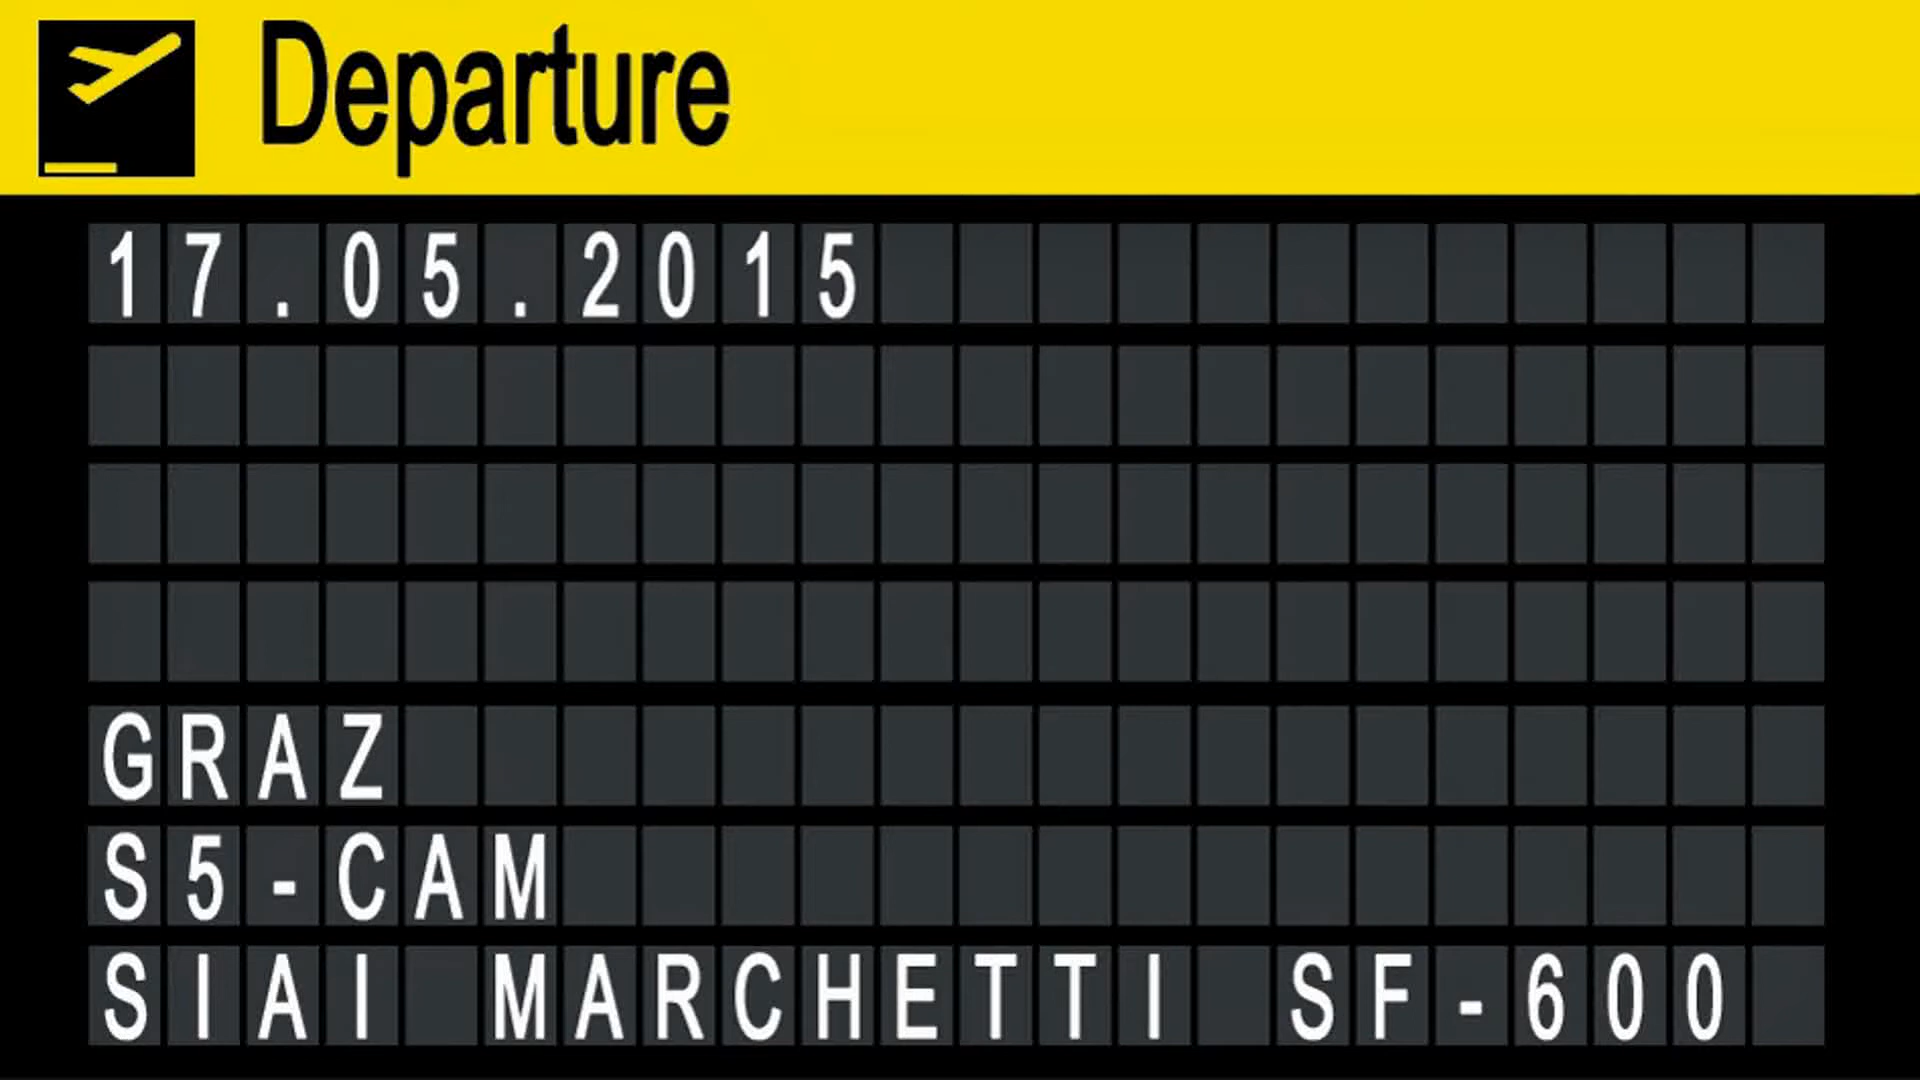 Departure
17.05.2015
GRAZ
S5-CAM
SIAI MARCHETTI SF-600